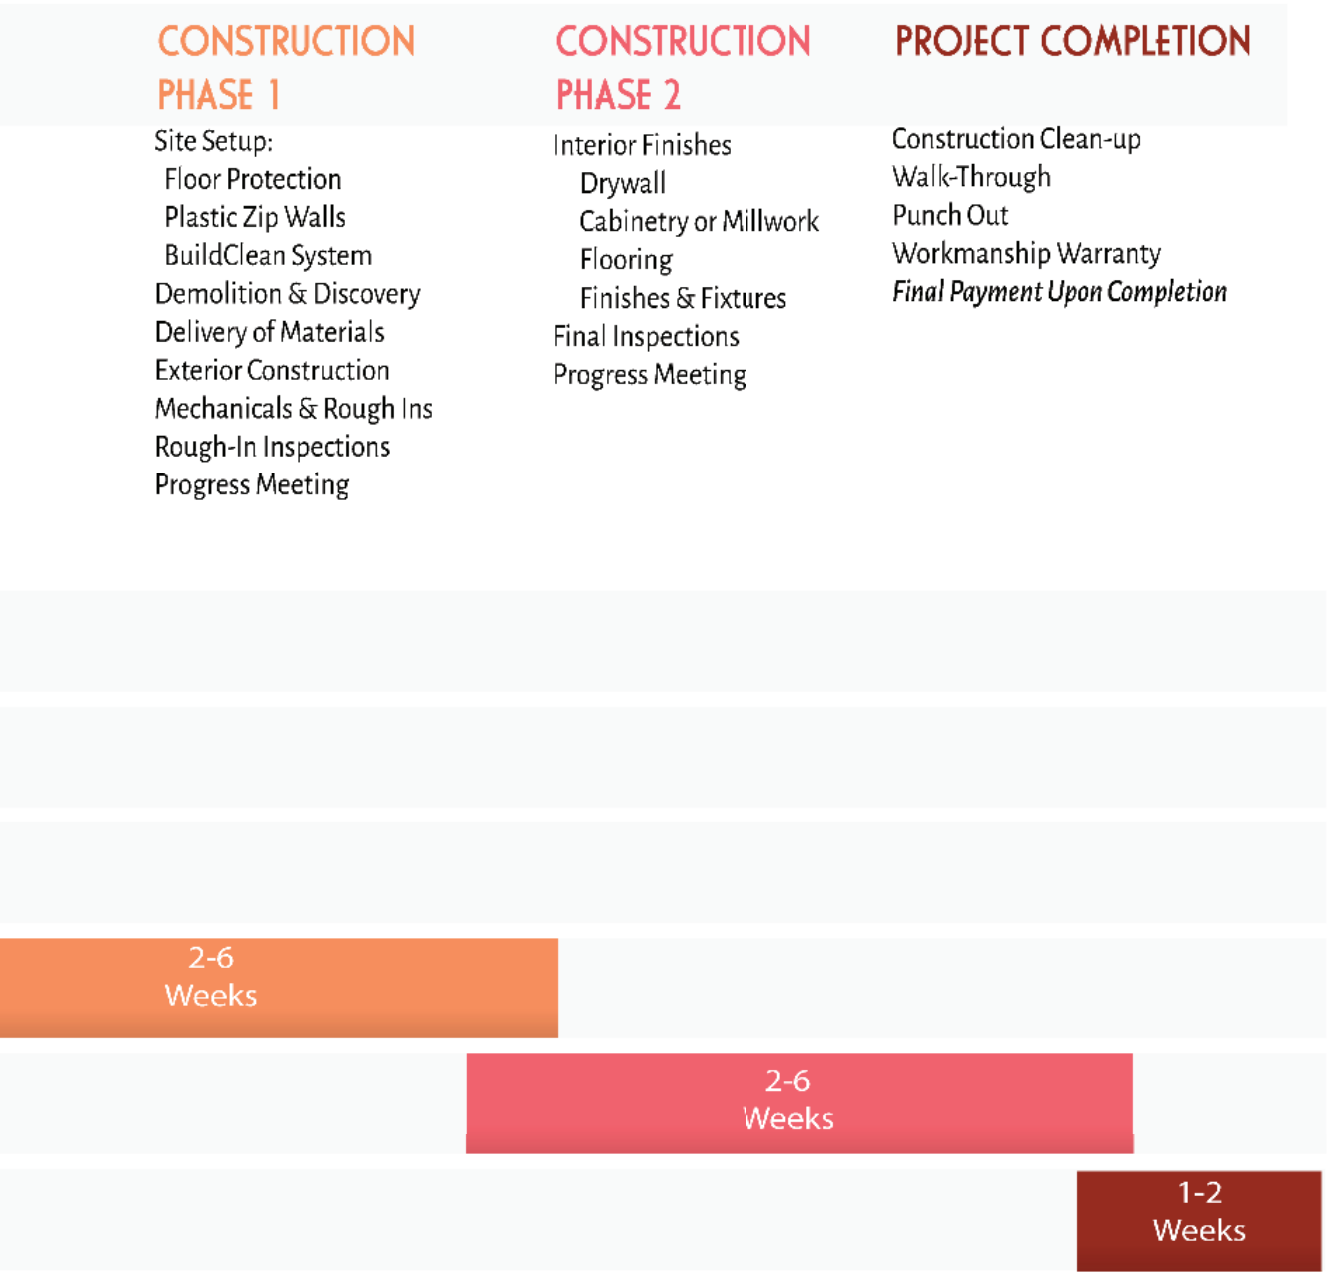 CONSTRUCTION
PHASE 1
Site Setup:
Floor Protection
Plastic Zip Walls
BuildClean System
Demolition & Discovery
Delivery of Materials
Exterior Construction
Mechanicals & Rough Ins
Rough-In Inspections
Progress Meeting
CONSTRUCTION
PHASE 2
Interior Finishes
Drywall
Cabinetry or Millwork
Flooring
Finishes & Fixtures
Final Inspections
Progress Meeting
PROJECT COMPLETION
Construction Clean-up
Walk-Through
Punch Out
Workmanship Warranty
Final Payment Upon Completion
2-6
Weeks
2-6
Weeks
1-2
Weeks